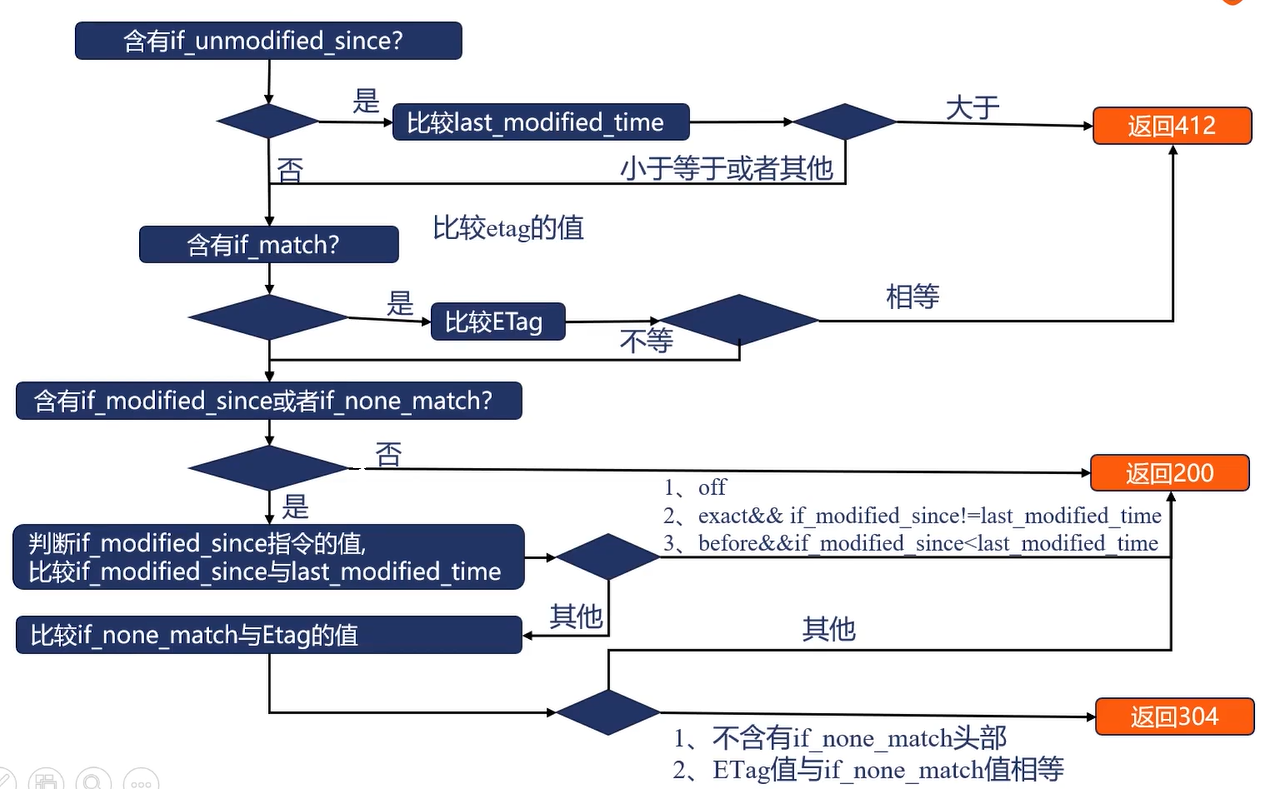 含有if_unmodified_since?
是
比较last_modified_time
大于
返回412
否
小于等于或者其他
比较etag的值
含有if_match?
是
比较ETag
相等
不等
含有if_modified_since或者if_none_match?
否
返回200
是
1、off
2、exact&& if_modified_since!=last_modified_time
3、before&&if_modified_since<last_modified_time
判断if_modified_since指令的值,
比较if_modified_since与last_modified_time
其他
比较if_none_match与Etag的值
其他
返回304
1、不含有if_none_match头部
2、ETag值与if_none_match值相等